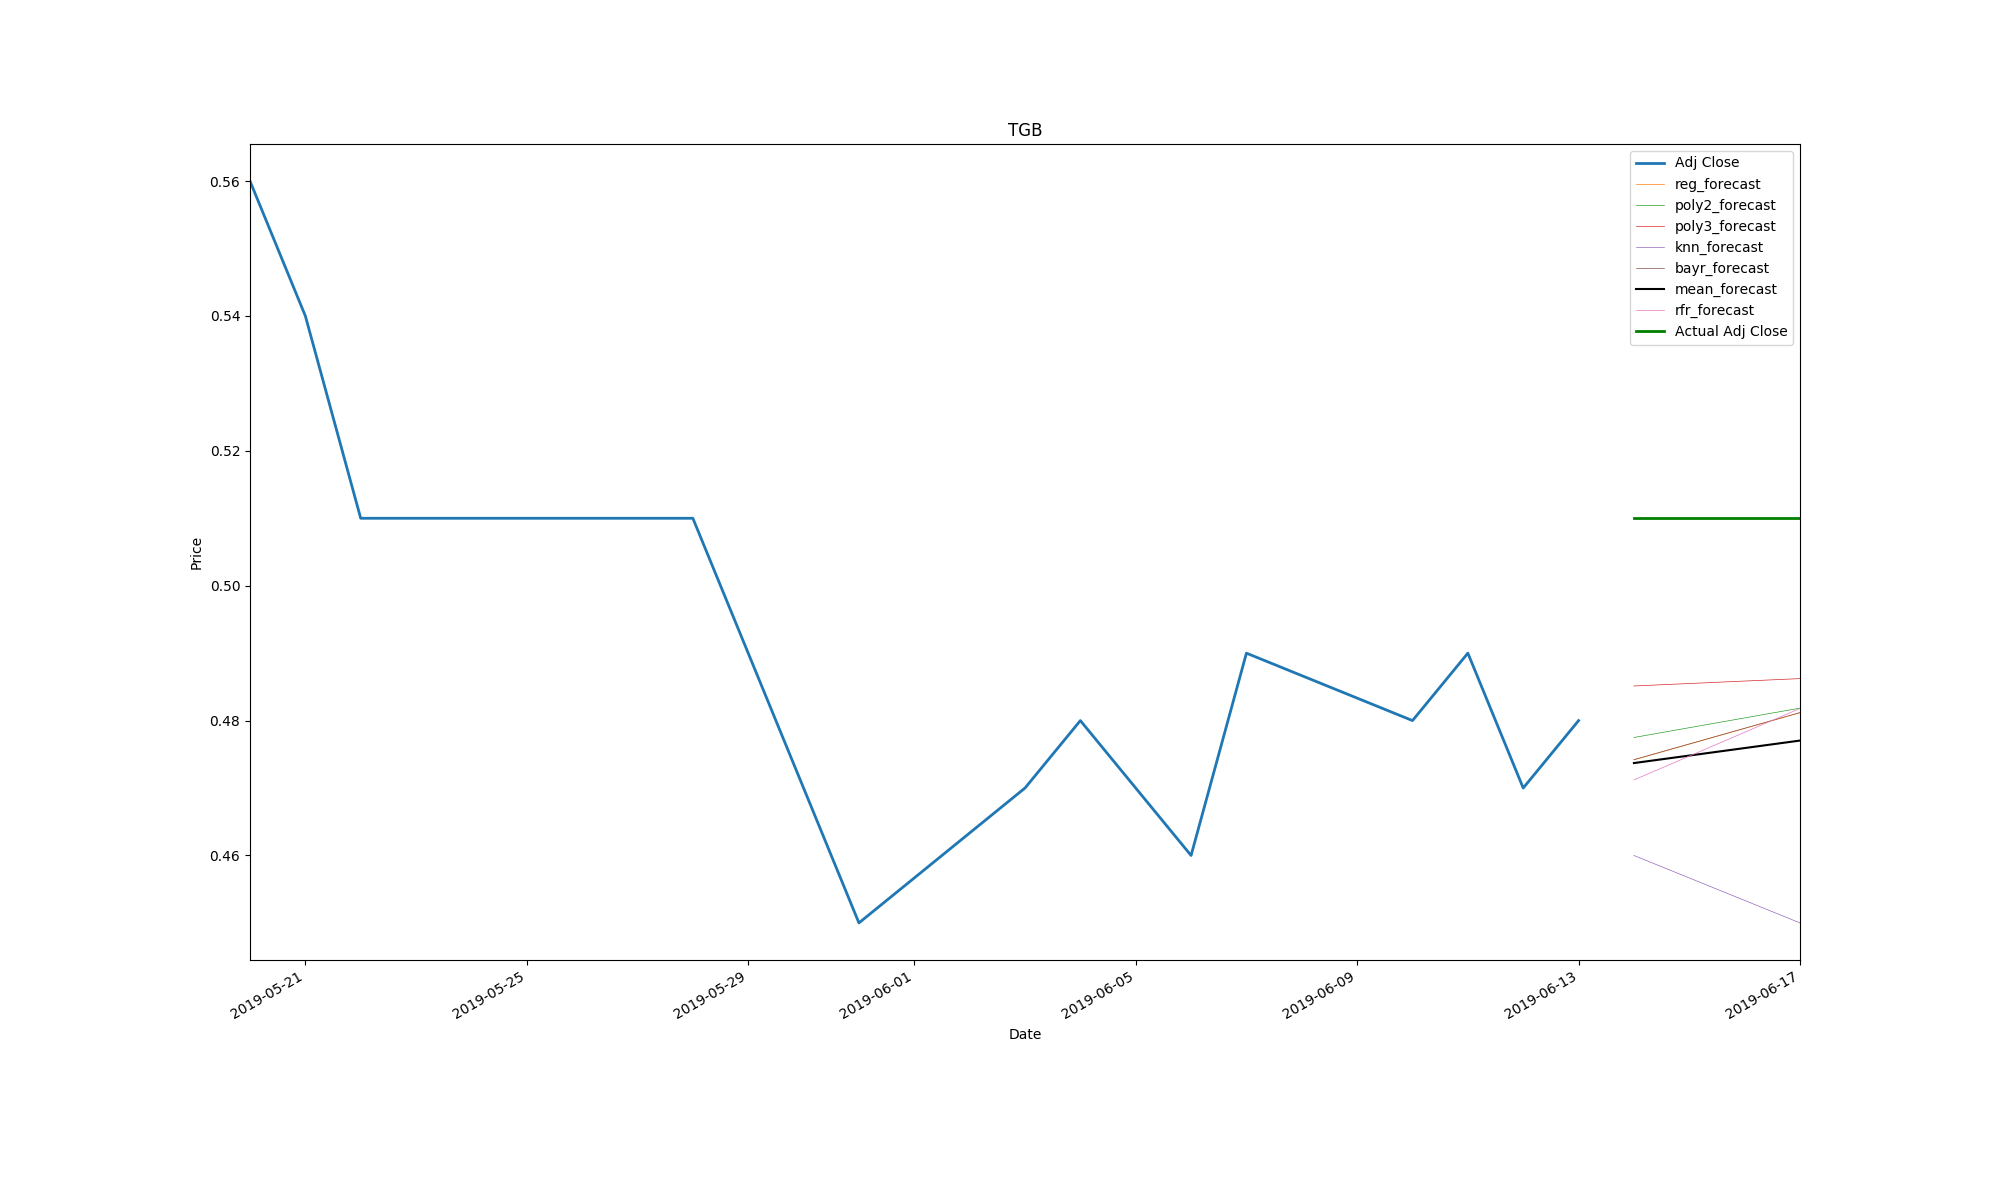 TGB
Adj Close
reg_forecast
poly2_forecast
poly3_forecast
knn_forecast
bayr_forecast
mean_forecast
rfr_forecast
Actual Adj Close
0.56
0.54
0.52
0.50
0.48
0.46
Price
2019-05-21
2019-05-25
2019-05-29
2019-06-01
2019-06-05
2019-06-09
2019-06-13
2019-06-17
Date